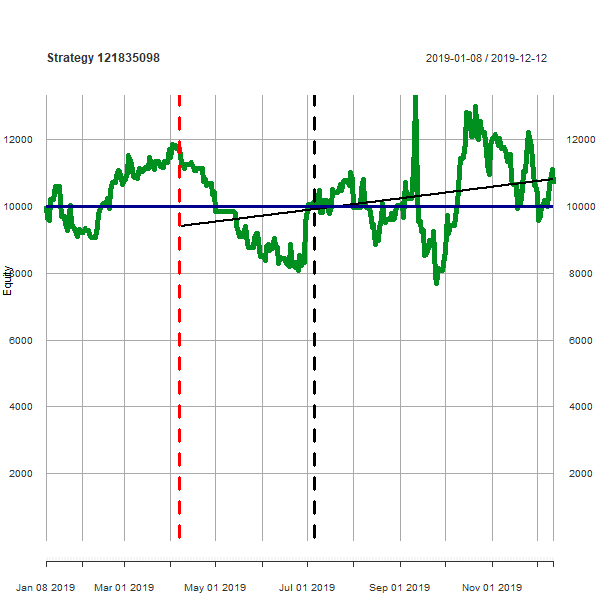 Strategy 121835098
2019-01-08 / 2019-12-12
12000
12000
10000
10000
Equity
8000
8000
6000
6000
4000
4000
2000
2000
Jan 08 2019
Mar 01 2019
May 01 2019
Jul 01 2019
Sep 01 2019
Nov 01 2019